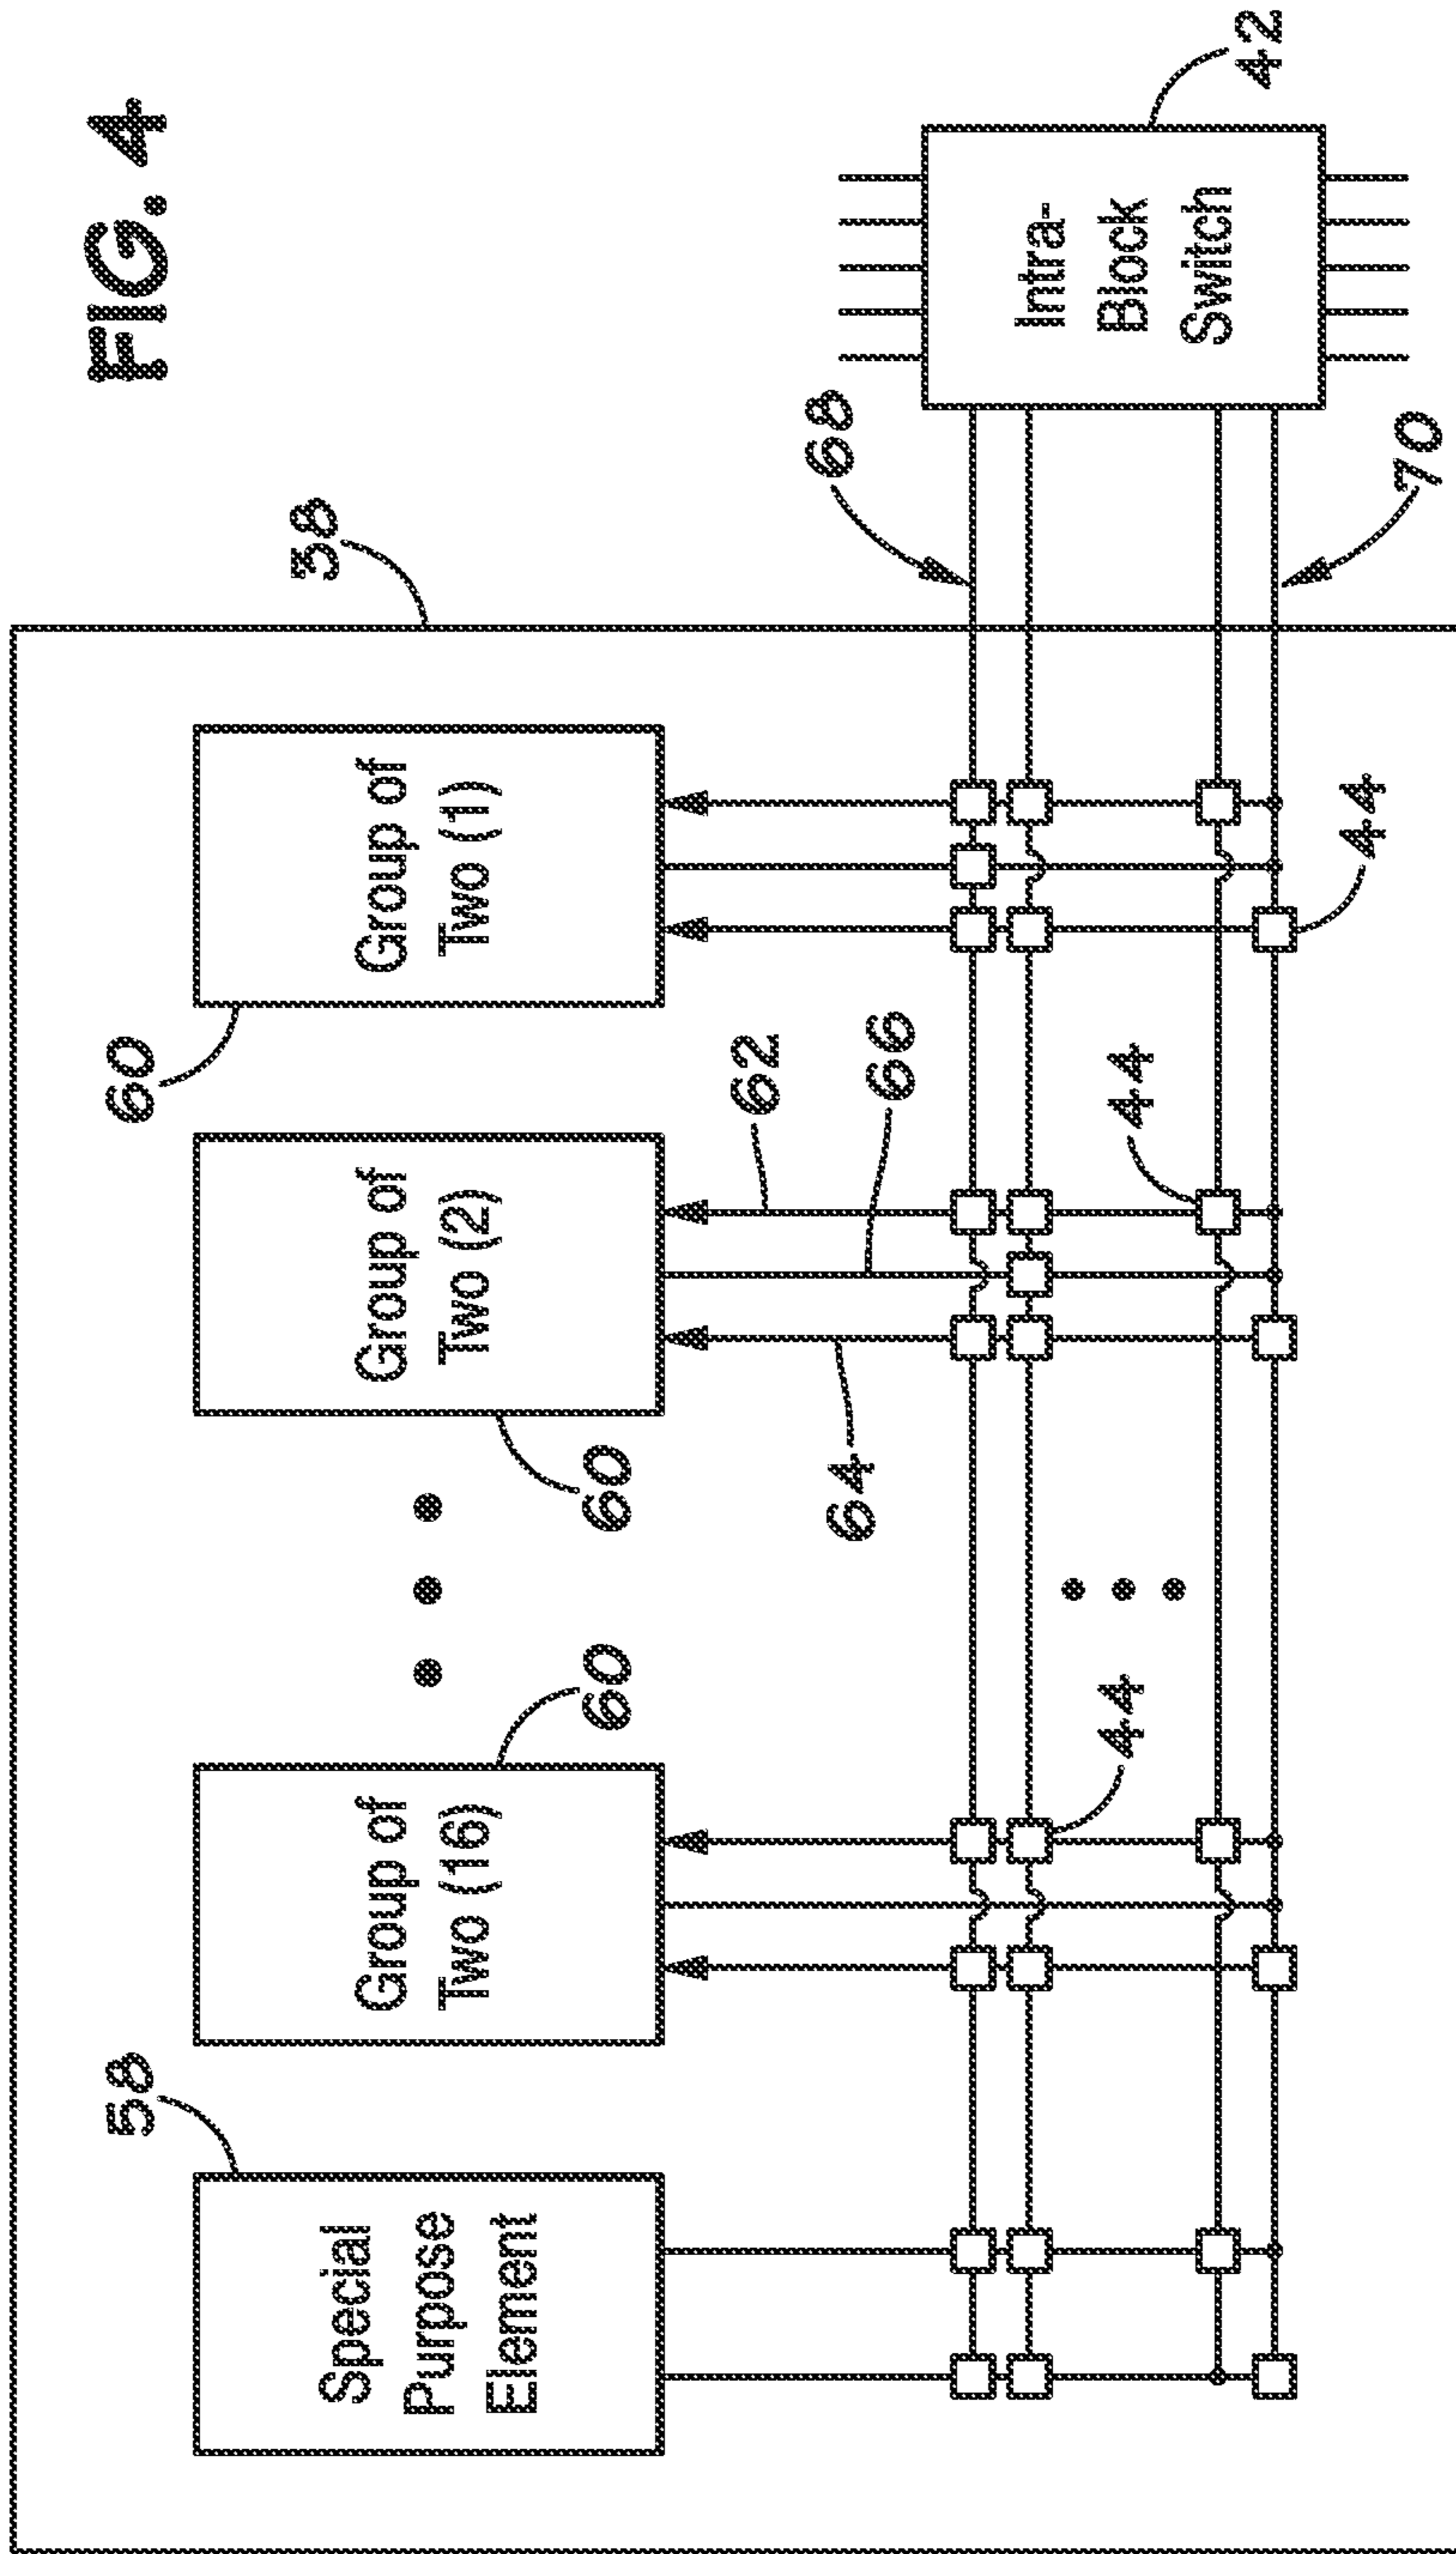 FIG. 4
38
58
60
60
60
Special
Purpose
Element
Group of
Two (16)
Group of
Two (2)
Group of
Two (1)
62
64
66
68
44
44
44
44
70
Intra-
Block
Switch
42